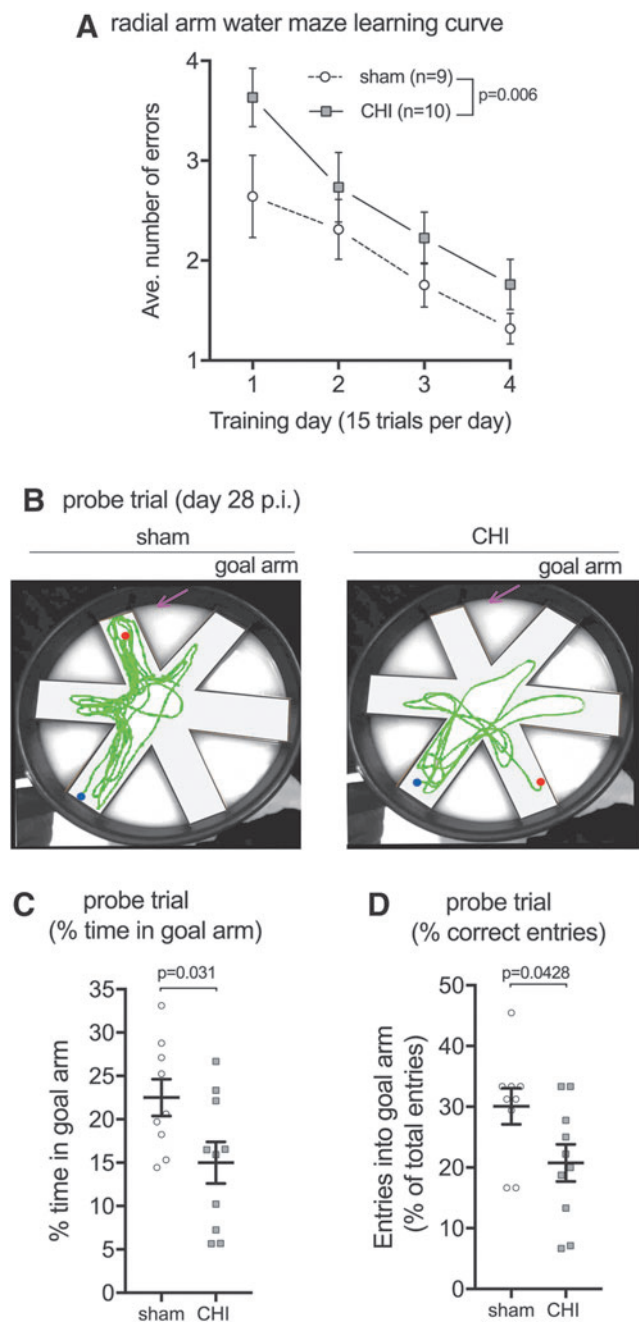 A radial arm water maze learning curve
4
3
2
1
Ave. number of errors
sham (n=9)
CHI (n=10)
p=0.006
1 2 3 4
Training day (15 trials per day)
B probe trial (day 28 p.i.)
sham
CHI
goal arm
goal arm
C probe trial
(% time in goal arm)
p=0.031
35
30
25
20
15
10
5
0
% time in goal arm
sham CHI
D probe trial
(% correct entries)
p=0.0428
50
40
30
20
10
0
Entries into goal arm
(% of total entries)
sham CHI